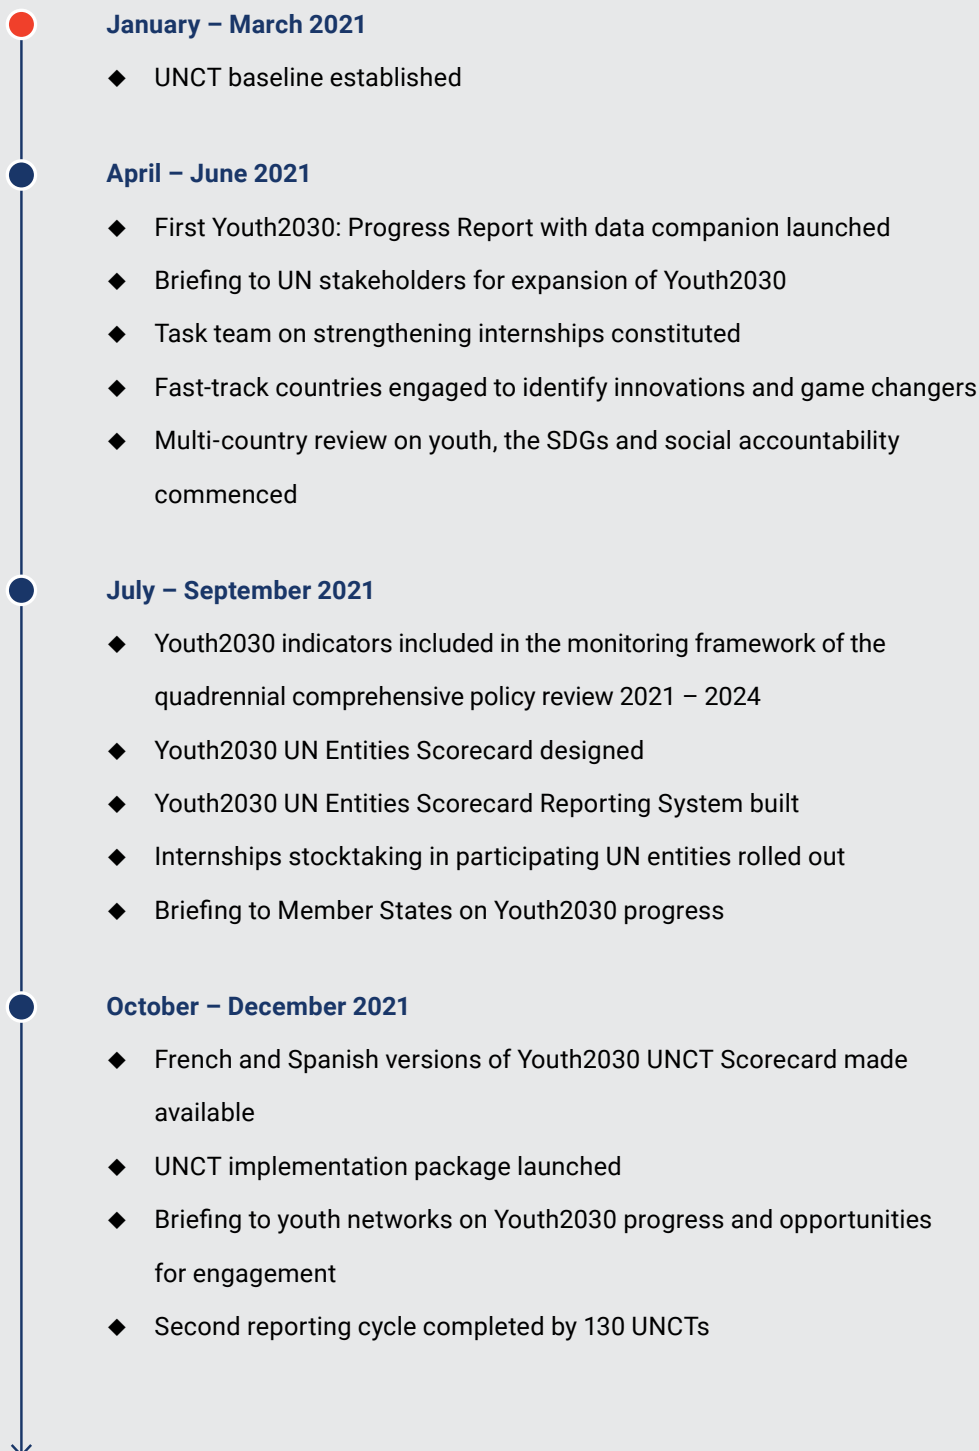 January – March 2021
◆ UNCT baseline established
April – June 2021
◆ First Youth2030: Progress Report with data companion launched
◆ Briefing to UN stakeholders for expansion of Youth2030
◆ Task team on strengthening internships constituted
◆ Fast-track countries engaged to identify innovations and game changers
◆ Multi-country review on youth, the SDGs and social accountability
commenced
July – September 2021
◆ Youth2030 indicators included in the monitoring framework of the
quadrennial comprehensive policy review 2021 – 2024
◆ Youth2030 UN Entities Scorecard designed
◆ Youth2030 UN Entities Scorecard Reporting System built
◆ Internships stocktaking in participating UN entities rolled out
◆ Briefing to Member States on Youth2030 progress
October – December 2021
◆ French and Spanish versions of Youth2030 UNCT Scorecard made
available
◆ UNCT implementation package launched
◆ Briefing to youth networks on Youth2030 progress and opportunities
for engagement
◆ Second reporting cycle completed by 130 UNCTs